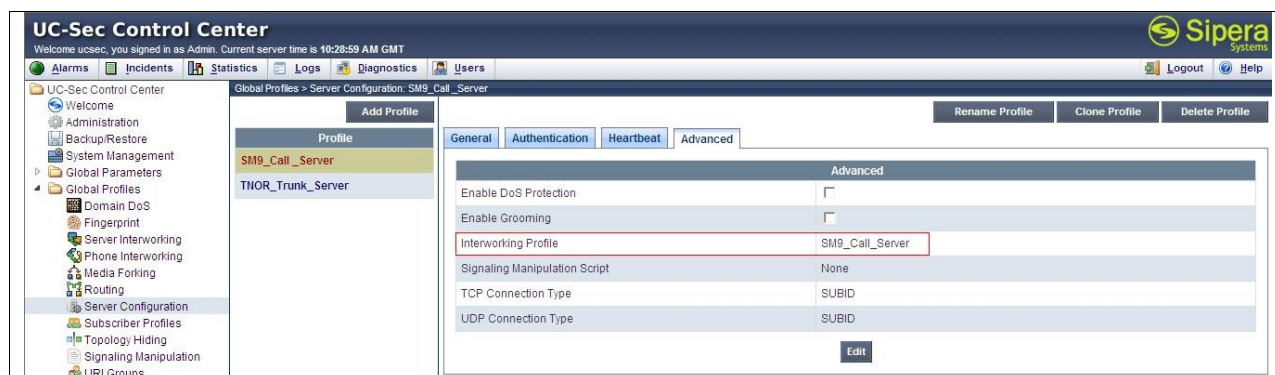 UC-Sec Control Center
Welcome ucsec, you signed in as Admin. Current server time is 10:28:59 AM GMT
Sipera
Systems
Alarms Incidents Statistics Logs Diagnostics Users Logout Help
UC-Sec Control Center
Welcome
Administration
Backup/Restore
System Management
Global Parameters
Global Profiles
Domain DoS
Fingerprint
Server Interworking
Phone Interworking
Media Forking
Routing
Server Configuration
Subscriber Profiles
Topology Hiding
Signaling Manipulation
URI Groups
Global Profiles > Server Configuration: SM9_Call_Server
Add Profile
Profile
SM9_Call_Server
TNOR_Trunk_Server
Rename Profile Clone Profile Delete Profile
General Authentication Heartbeat Advanced
Advanced
Enable DoS Protection
Enable Grooming
Interworking Profile SM9_Call_Server
Signaling Manipulation Script None
TCP Connection Type SUBID
UDP Connection Type SUBID
Edit